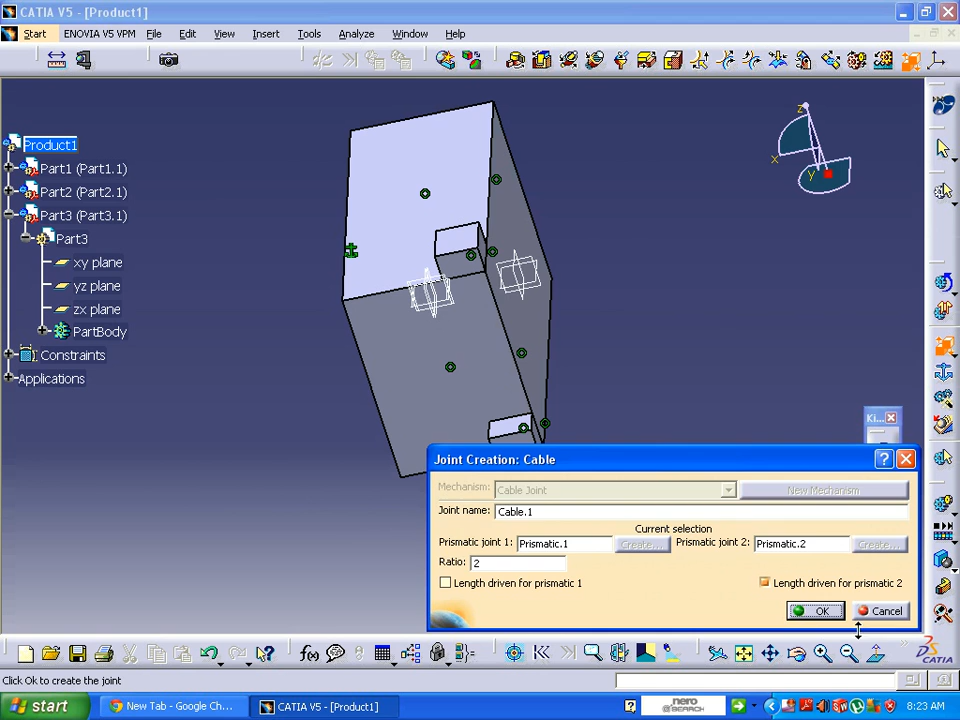 CATIA V5 - [Product1]
Start ENOVIA V5 VPM File Edit View Insert Tools Analyze Window Help
Product1
Part1 (Part1.1)
Part2 (Part2.1)
Part3 (Part3.1)
Part3
xy plane
yz plane
zx plane
PartBody
Constraints
Applications
z
x
y
Ki...
Joint Creation: Cable
Mechanism: Cable Joint New Mechanism
Joint name: Cable.1
Current selection
Prismatic joint 1: Prismatic.1 Create... Prismatic joint 2: Prismatic.2 Create...
Ratio: 2
Length driven for prismatic 1 Length driven for prismatic 2
OK Cancel
f(x)
CATIA
Click Ok to create the joint
start New Tab - Google Ch... CATIA V5 - [Product1] nero SEARCH 8:23 AM